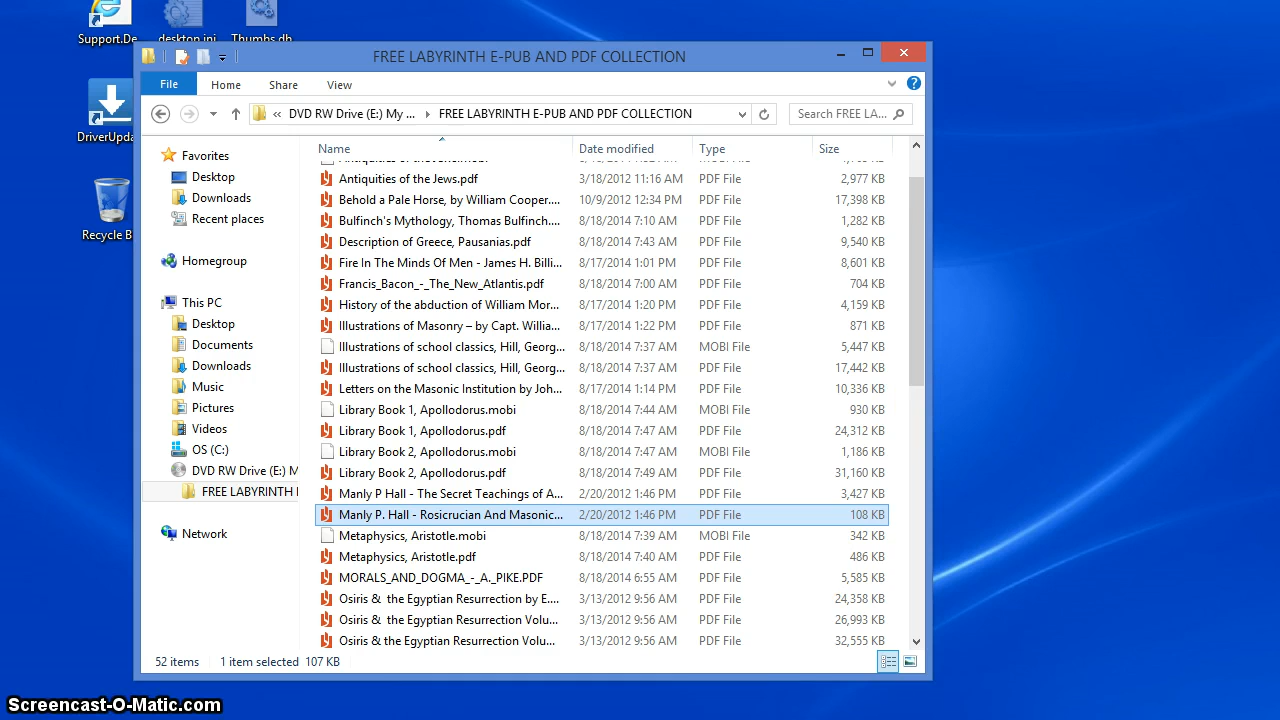 Support.De
desktop.ini
Thumbs.db
FREE LABYRINTH E-PUB AND PDF COLLECTION
File Home Share View
DVD RW Drive (E:) My ... FREE LABYRINTH E-PUB AND PDF COLLECTION Search FREE LA...
DriverUpda
Recycle B
Favorites
Desktop
Downloads
Recent places
Homegroup
This PC
Desktop
Documents
Downloads
Music
Pictures
Videos
OS (C:)
DVD RW Drive (E:) M
FREE LABYRINTH
Network
Name Date modified Type Size
Antiquities of the Jews.pdf 3/18/2012 11:16 AM PDF File 2,977 KB
Behold a Pale Horse, by William Cooper.... 10/9/2012 12:34 PM PDF File 17,398 KB
Bulfinch's Mythology, Thomas Bulfinch.... 8/18/2014 7:10 AM PDF File 1,282 KB
Description of Greece, Pausanias.pdf 8/18/2014 7:43 AM PDF File 9,540 KB
Fire In The Minds Of Men - James H. Billi... 8/17/2014 1:01 PM PDF File 8,601 KB
Francis_Bacon_-_The_New_Atlantis.pdf 8/18/2014 7:00 AM PDF File 704 KB
History of the abduction of William Mor... 8/17/2014 1:20 PM PDF File 4,159 KB
Illustrations of Masonry – by Capt. Willia... 8/17/2014 1:22 PM PDF File 871 KB
Illustrations of school classics, Hill, Georg... 8/18/2014 7:37 AM MOBI File 5,447 KB
Illustrations of school classics, Hill, Georg... 8/18/2014 7:37 AM PDF File 17,442 KB
Letters on the Masonic Institution by Joh... 8/17/2014 1:14 PM PDF File 10,336 KB
Library Book 1, Apollodorus.mobi 8/18/2014 7:44 AM MOBI File 930 KB
Library Book 1, Apollodorus.pdf 8/18/2014 7:47 AM PDF File 24,312 KB
Library Book 2, Apollodorus.mobi 8/18/2014 7:47 AM MOBI File 1,186 KB
Library Book 2, Apollodorus.pdf 8/18/2014 7:49 AM PDF File 31,160 KB
Manly P Hall - The Secret Teachings of A... 2/20/2012 1:46 PM PDF File 3,427 KB
Manly P. Hall - Rosicrucian And Masonic... 2/20/2012 1:46 PM PDF File 108 KB
Metaphysics, Aristotle.mobi 8/18/2014 7:39 AM MOBI File 342 KB
Metaphysics, Aristotle.pdf 8/18/2014 7:40 AM PDF File 486 KB
MORALS_AND_DOGMA_-_A._PIKE.PDF 8/18/2014 6:55 AM PDF File 5,585 KB
Osiris & the Egyptian Resurrection by E.... 3/13/2012 9:56 AM PDF File 24,358 KB
Osiris & the Egyptian Resurrection Volu... 3/13/2012 9:56 AM PDF File 26,993 KB
Osiris & the Egyptian Resurrection Volu... 3/13/2012 9:56 AM PDF File 32,555 KB
52 items 1 item selected 107 KB
Screencast-O-Matic.com